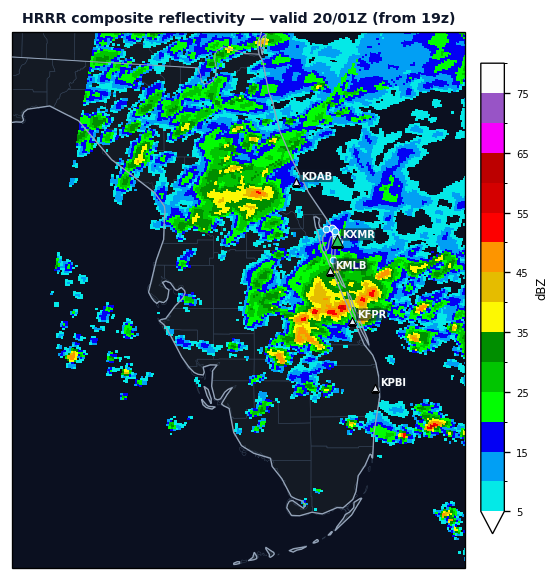 HRRR composite reflectivity — valid 20/01Z (from 19z)
KDAB
KXMR
KMLB
KFPR
KPBI
75
65
55
45
35
25
15
5
dBZ